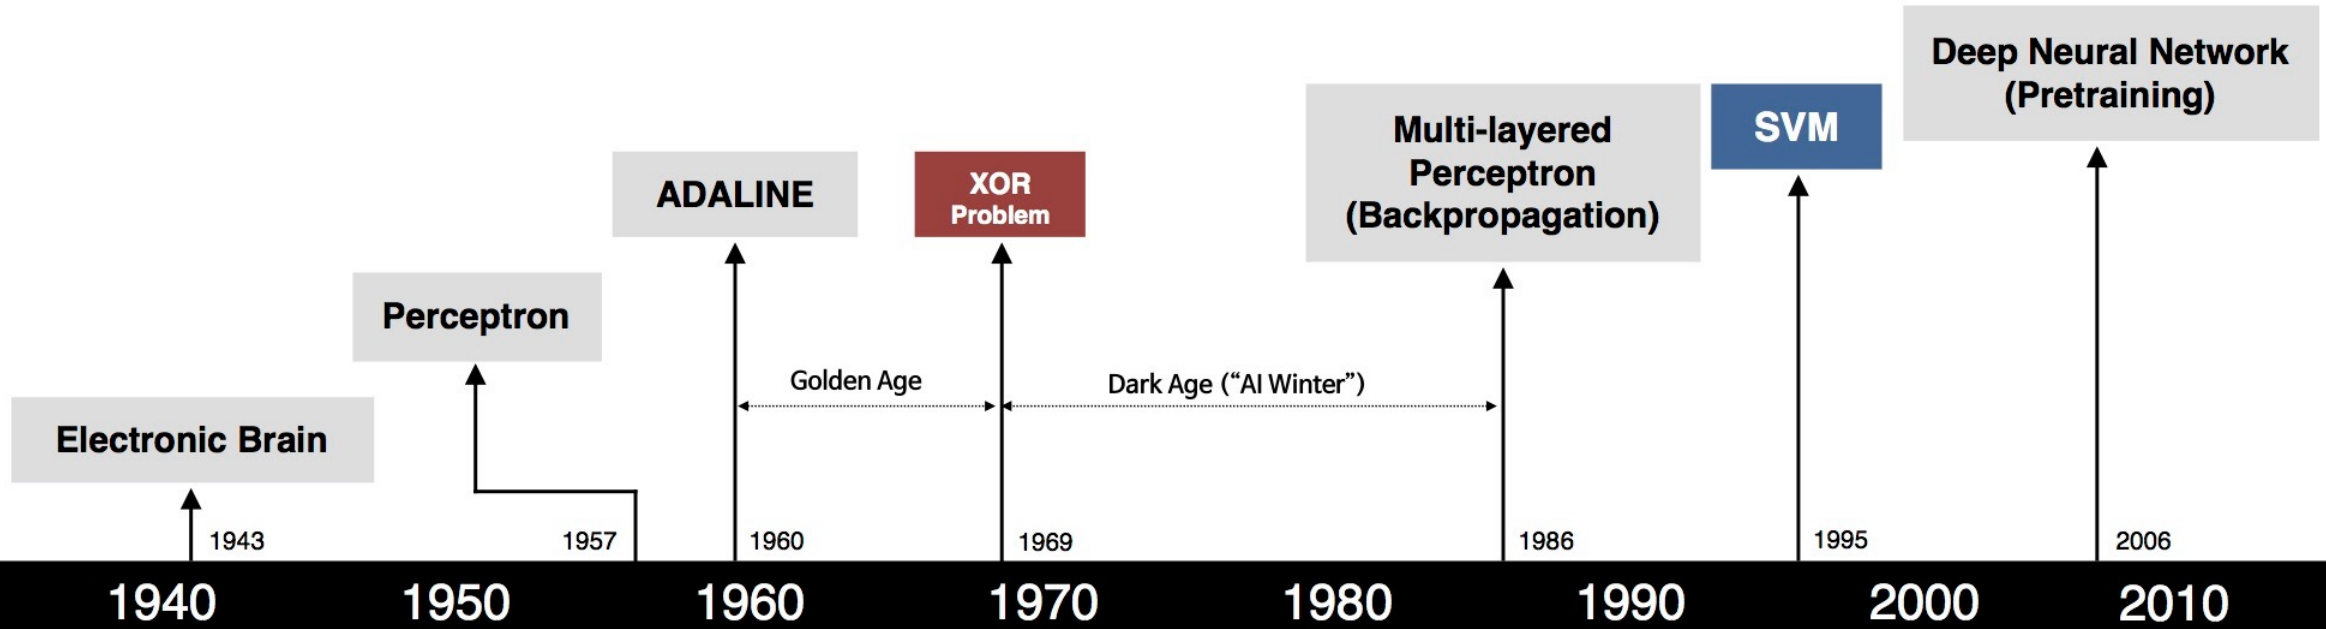 Deep Neural Network
(Pretraining)
Multi-layered
Perceptron
(Backpropagation)
SVM
ADALINE
XOR
Problem
Perceptron
Golden Age
Dark Age (“AI Winter”)
Electronic Brain
1943
1957
1960
1969
1986
1995
2006
1940
1950
1960
1970
1980
1990
2000
2010